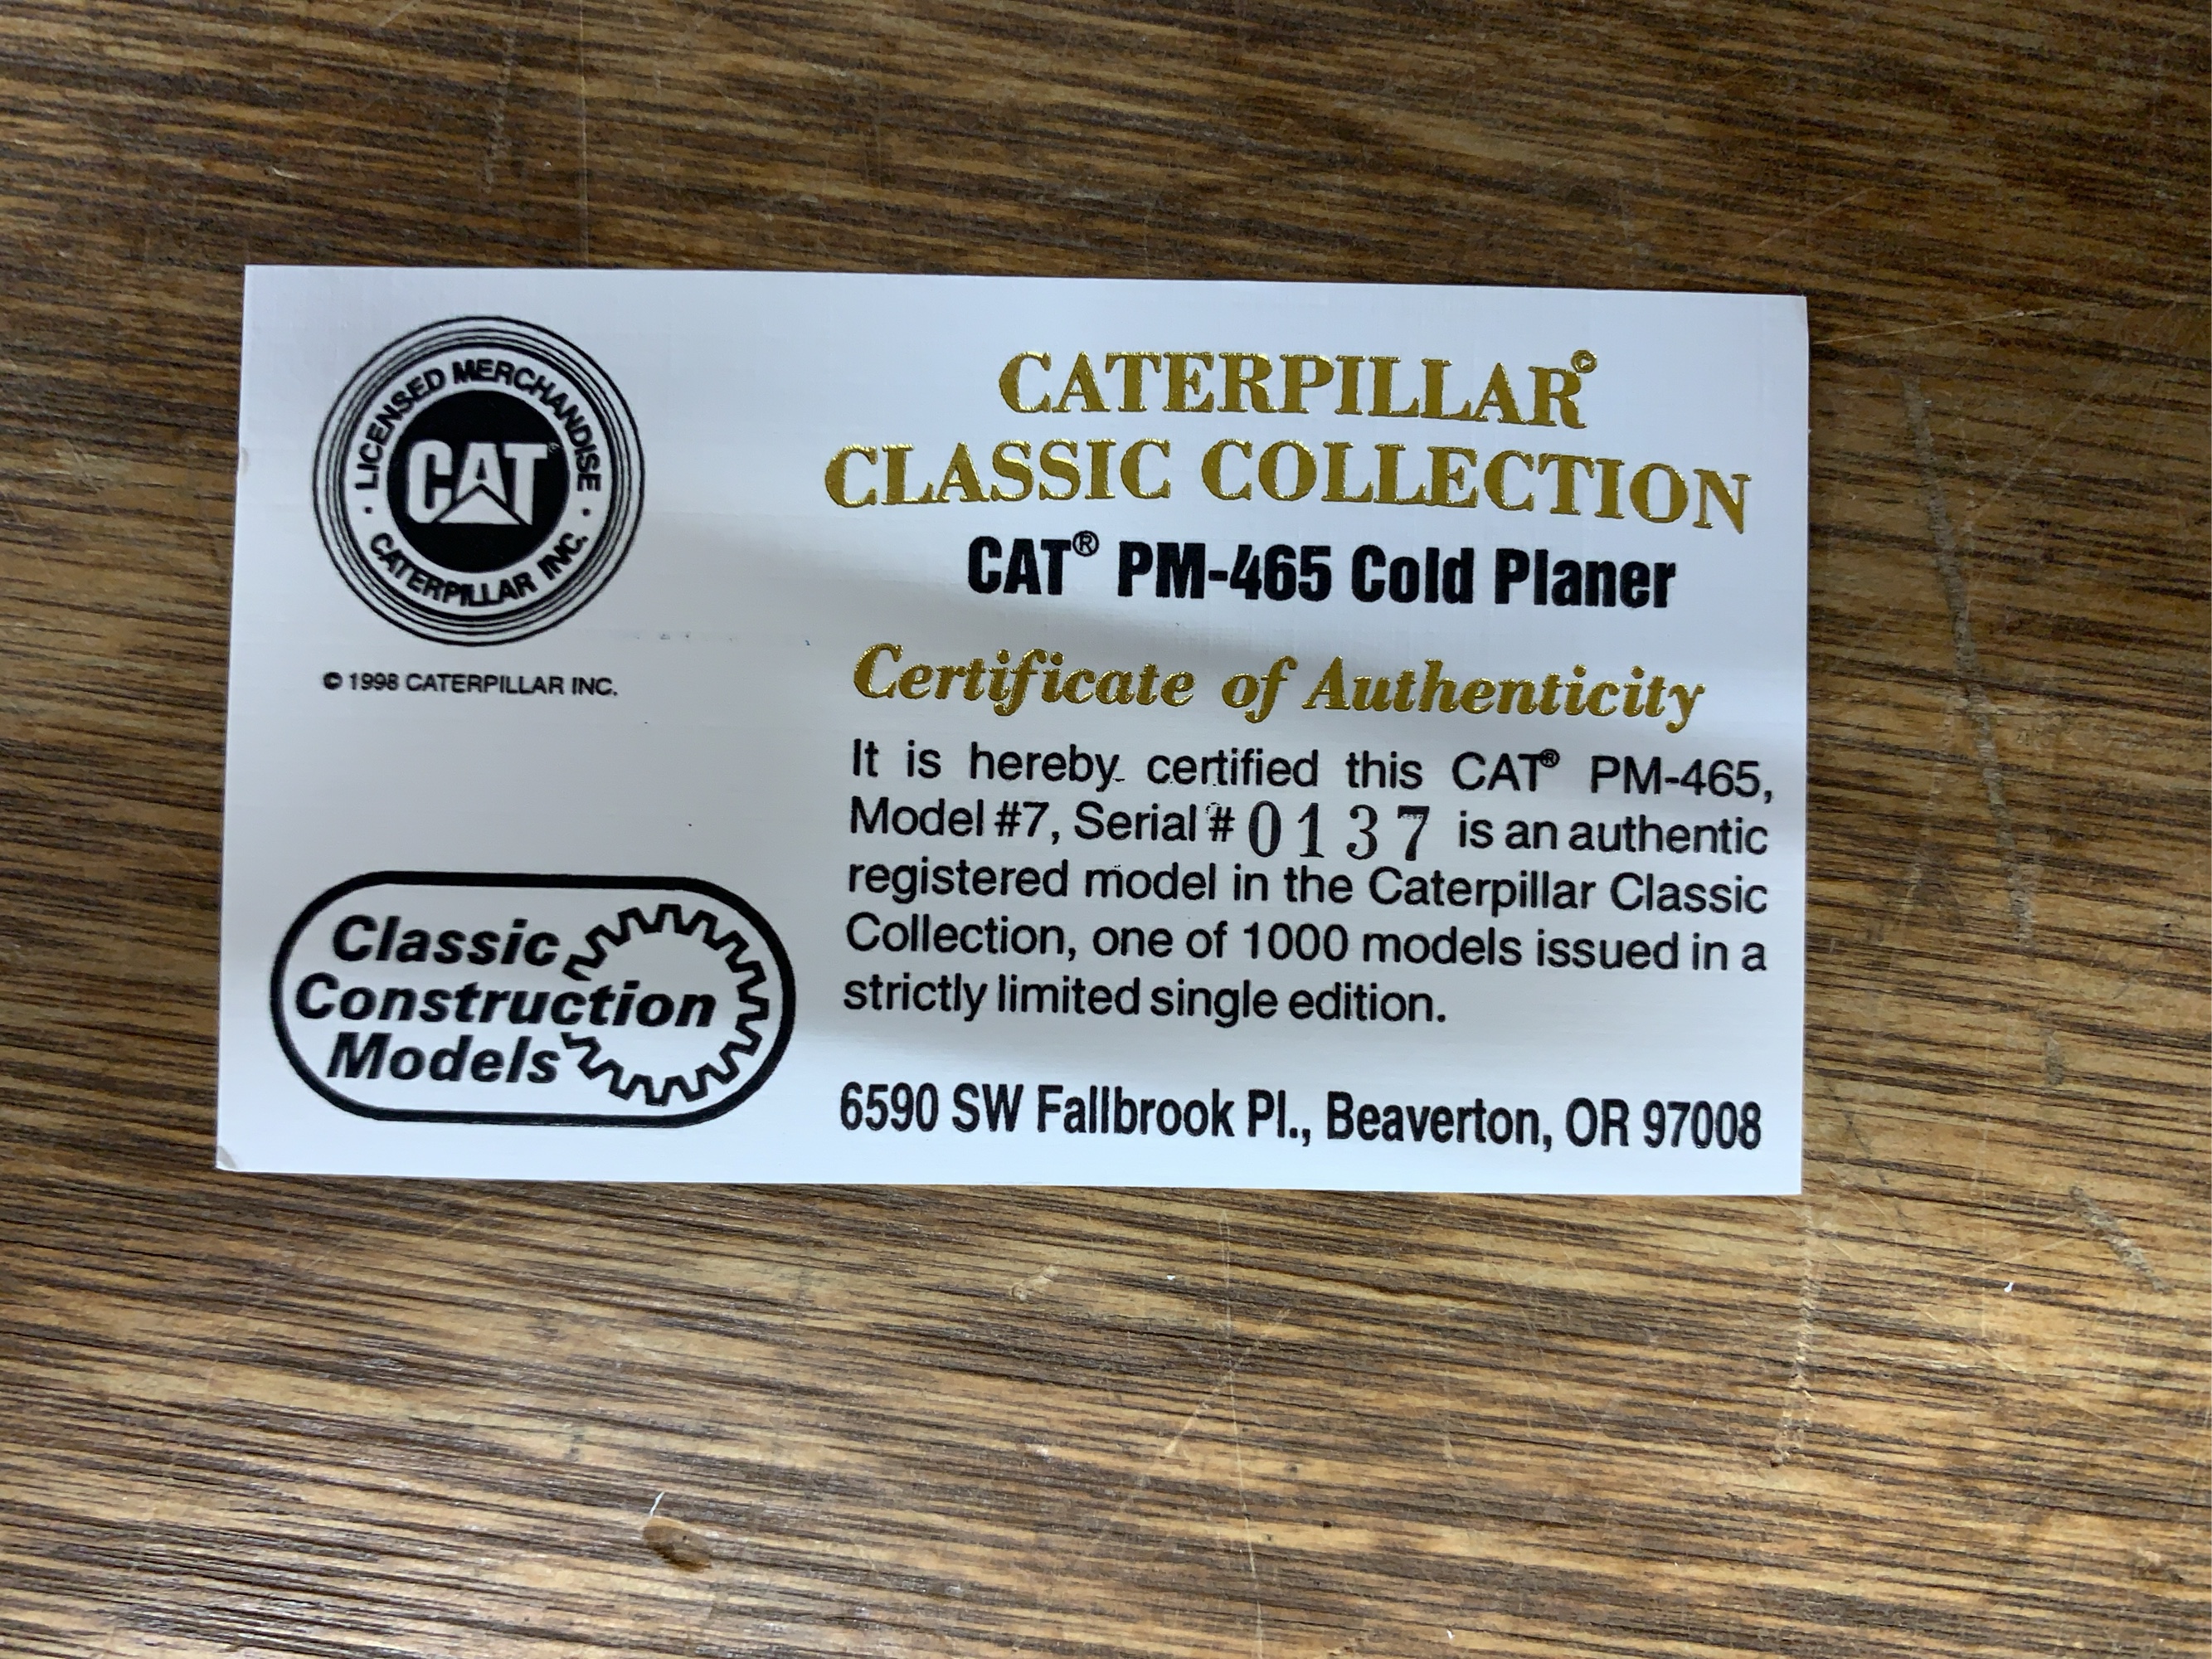 LICENSED MERCHANDISE
CAT
CATERPILLAR INC.
© 1998 CATERPILLAR INC.
Classic
Construction
Models
CATERPILLAR©
CLASSIC COLLECTION
CAT® PM-465 Cold Planer
Certificate of Authenticity
It is hereby certified this CAT® PM-465,
Model #7, Serial # 0137 is an authentic
registered model in the Caterpillar Classic
Collection, one of 1000 models issued in a
strictly limited single edition.
6590 SW Fallbrook Pl., Beaverton, OR 97008